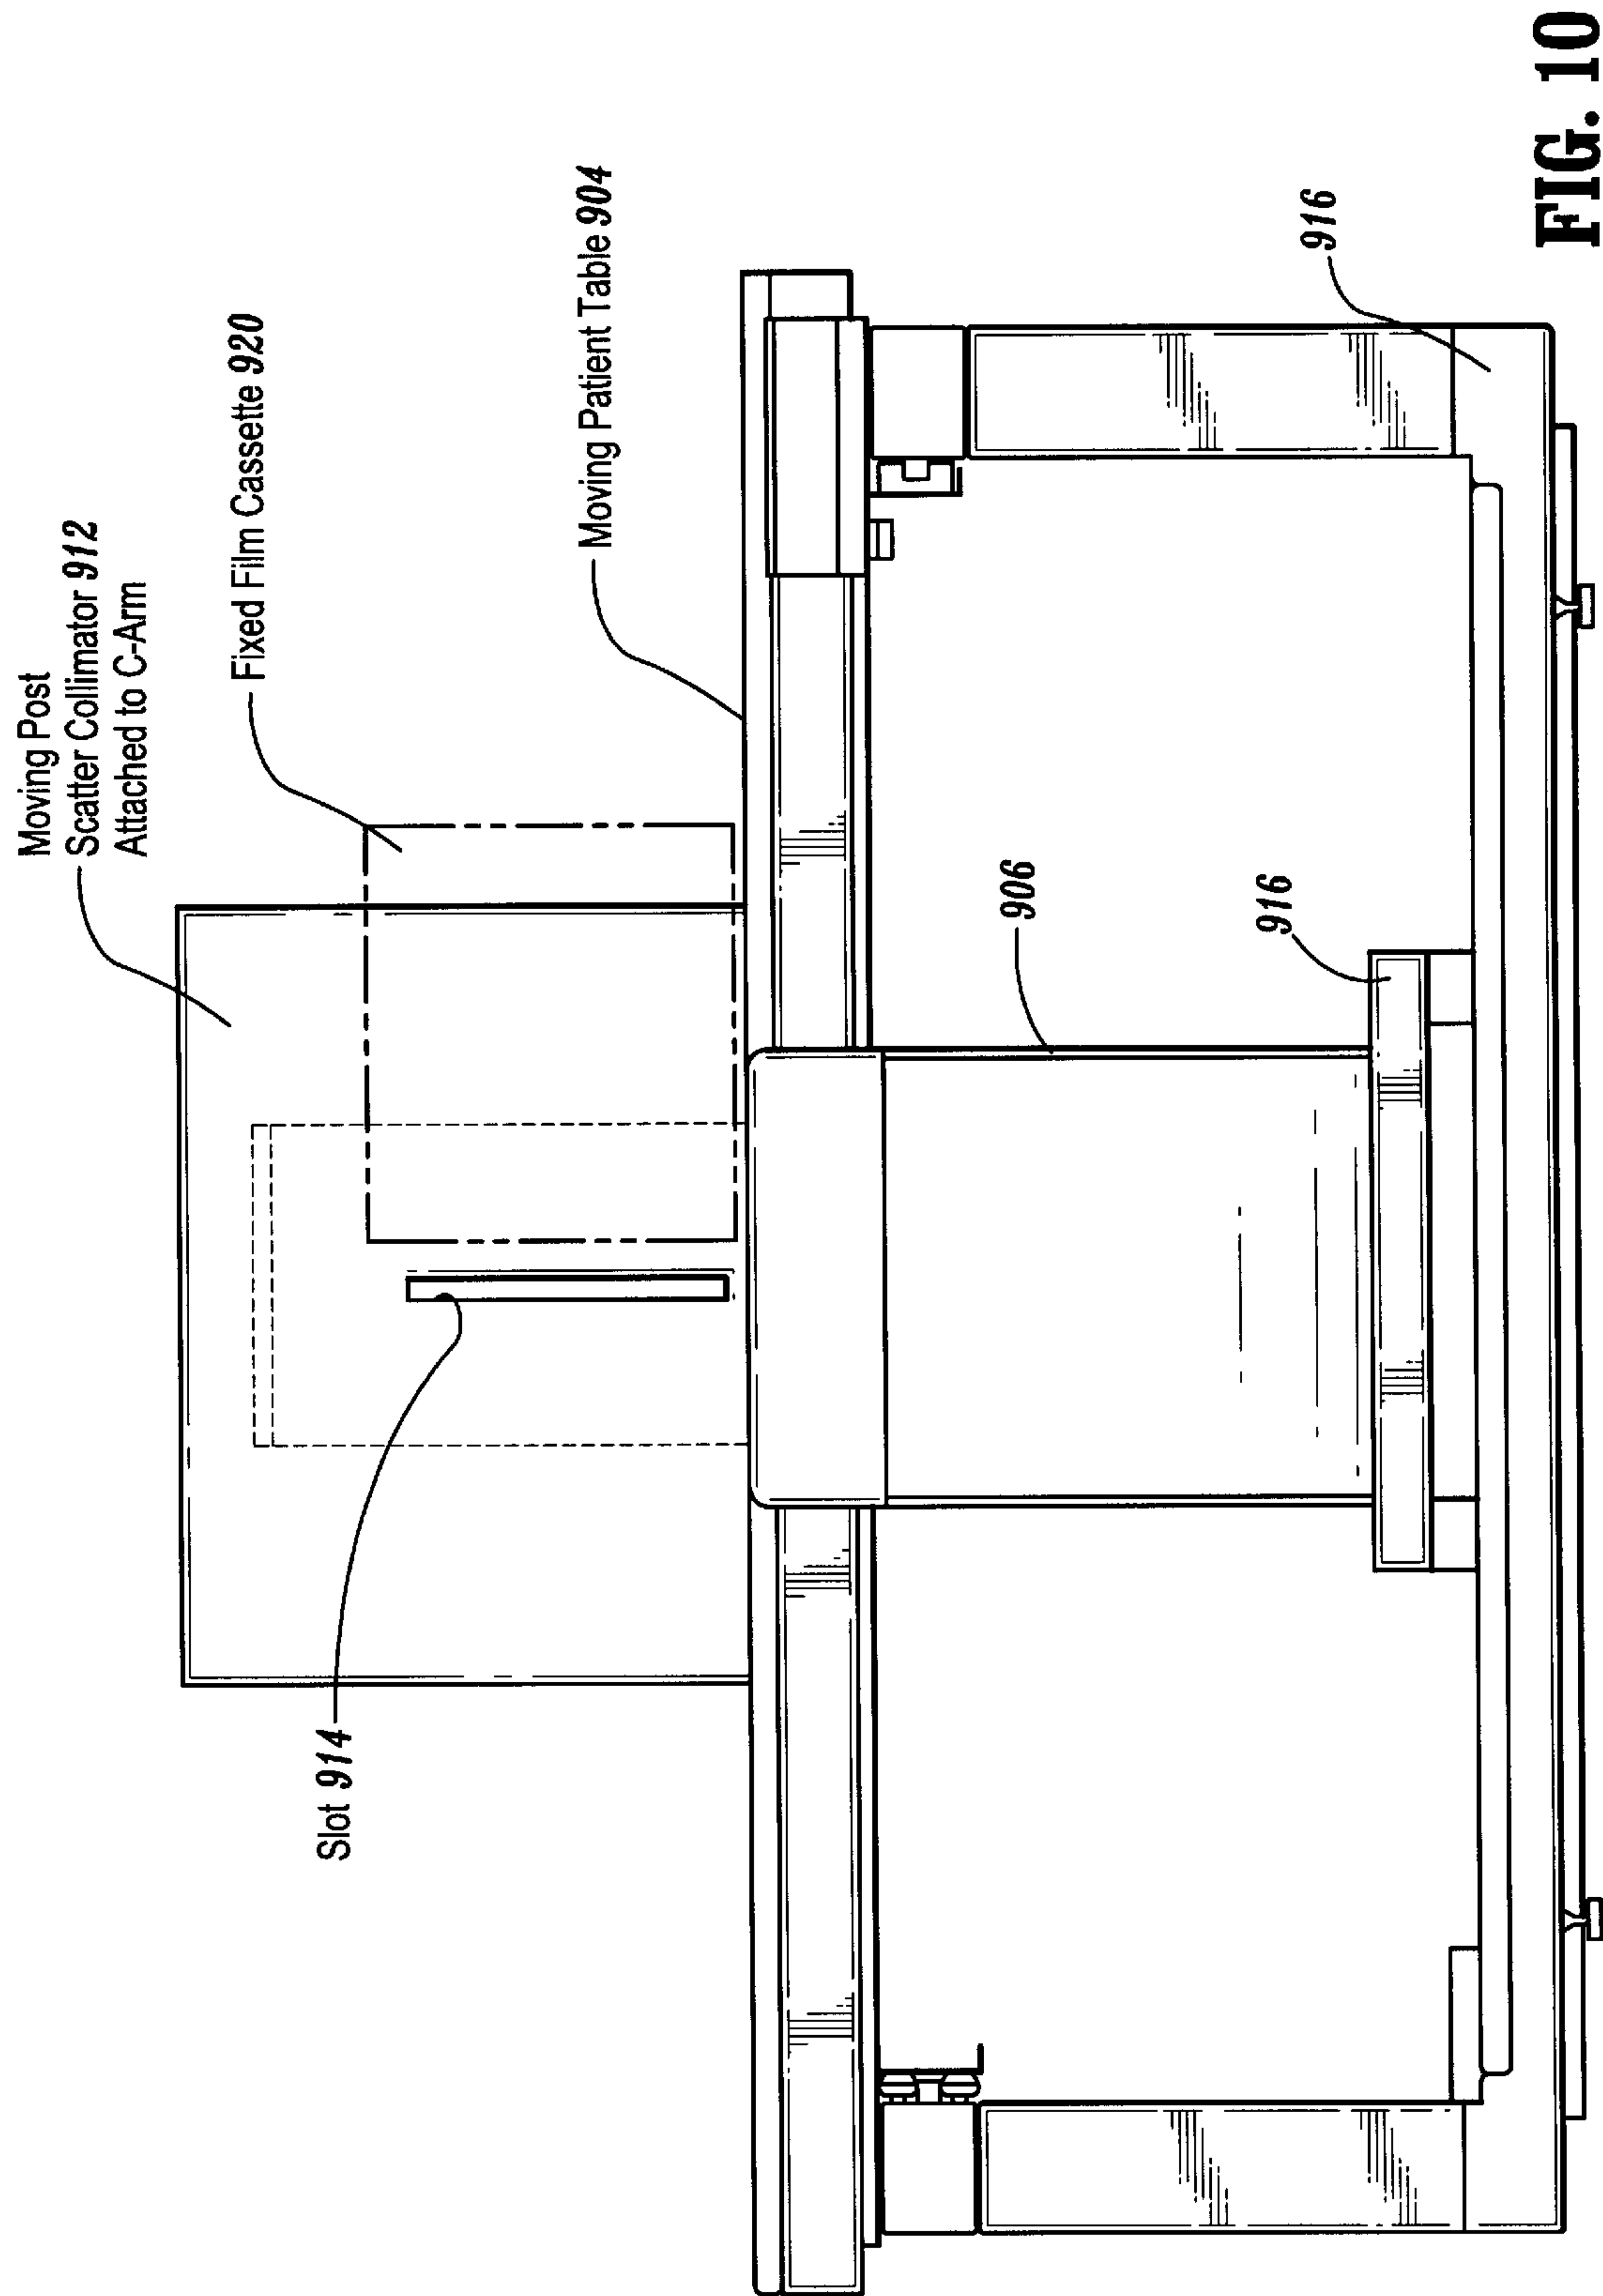 Moving Post
Scatter Collimator 912
Attached to C-Arm
Fixed Film Cassette 920
Moving Patient Table 904
Slot 914
906
916
916
FIG. 10